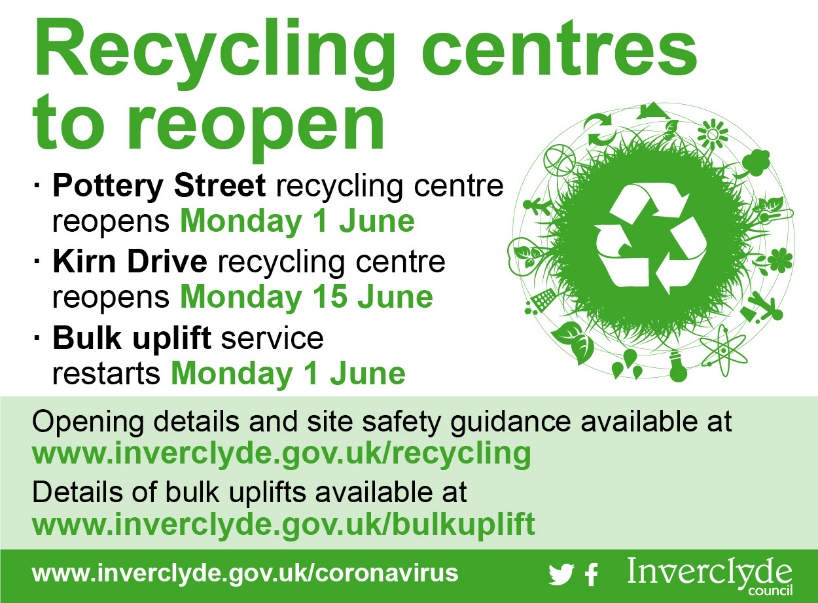 Recycling centres
to reopen
· Pottery Street recycling centre
reopens Monday 1 June
· Kirn Drive recycling centre
reopens Monday 15 June
· Bulk uplift service
restarts Monday 1 June
Opening details and site safety guidance available at
www.inverclyde.gov.uk/recycling
Details of bulk uplifts available at
www.inverclyde.gov.uk/bulkuplift
www.inverclyde.gov.uk/coronavirus
Inverclyde
council